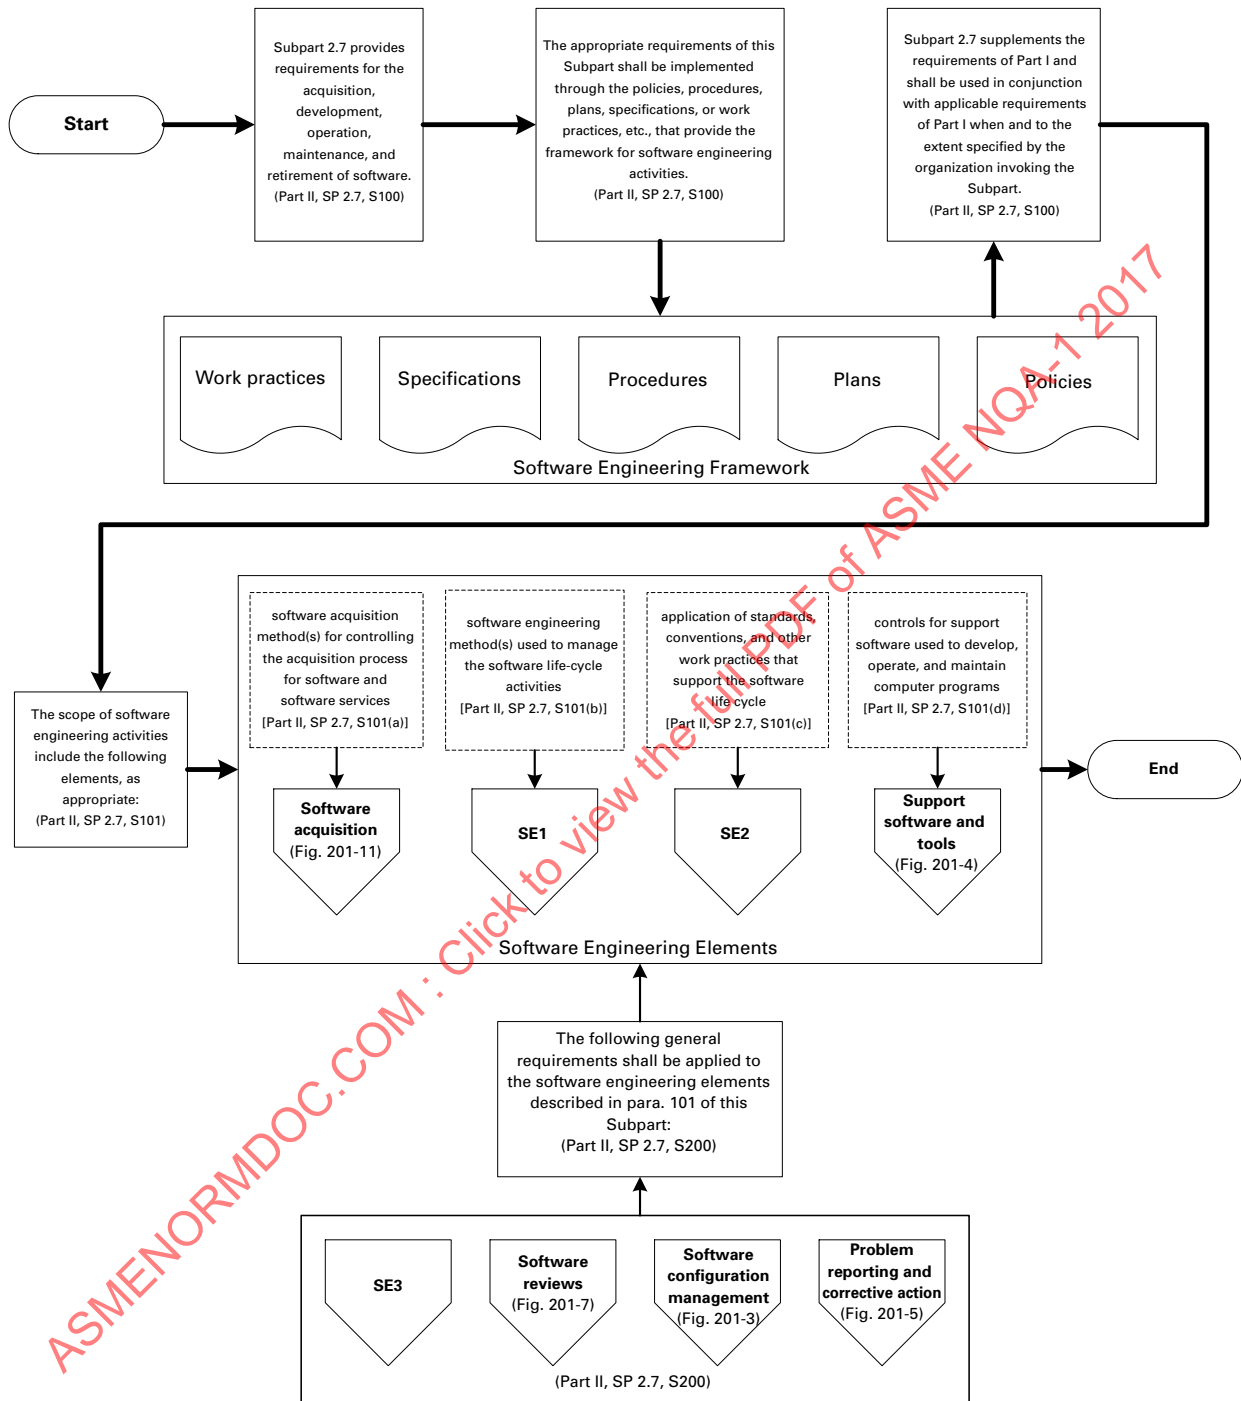 Start
Subpart 2.7 provides
requirements for the
acquisition,
development,
operation,
maintenance, and
retirement of software.
(Part II, SP 2.7, S100)
The appropriate requirements of this
Subpart shall be implemented
through the policies, procedures,
plans, specifications, or work
practices, etc., that provide the
framework for software engineering
activities.
(Part II, SP 2.7, S100)
Subpart 2.7 supplements the
requirements of Part I and
shall be used in conjunction
with applicable requirements
of Part I when and to the
extent specified by the
organization invoking the
Subpart.
(Part II, SP 2.7, S100)
Work practices
Specifications
Procedures
Plans
Policies
Software Engineering Framework
The scope of software
engineering activities
include the following
elements, as
appropriate:
(Part II, SP 2.7, S101)
software acquisition
method(s) for controlling
the acquisition process
for software and
software services
[Part II, SP 2.7, S101(a)]
software engineering
method(s) used to manage
the software life-cycle
activities
[Part II, SP 2.7, S101(b)]
application of standards,
conventions, and other
work practices that
support the software
life cycle
[Part II, SP 2.7, S101(c)]
controls for support
software used to develop,
operate, and maintain
computer programs
[Part II, SP 2.7, S101(d)]
Software
acquisition
(Fig. 201-11)
SE1
SE2
Support
software and
tools
(Fig. 201-4)
End
Software Engineering Elements
The following general
requirements shall be applied to
the software engineering elements
described in para. 101 of this
Subpart:
(Part II, SP 2.7, S200)
SE3
Software
reviews
(Fig. 201-7)
Software
configuration
management
(Fig. 201-3)
Problem
reporting and
corrective action
(Fig. 201-5)
(Part II, SP 2.7, S200)
ASMENORMDOC.COM : Click to view the full PDF of ASME NQA-1 2017